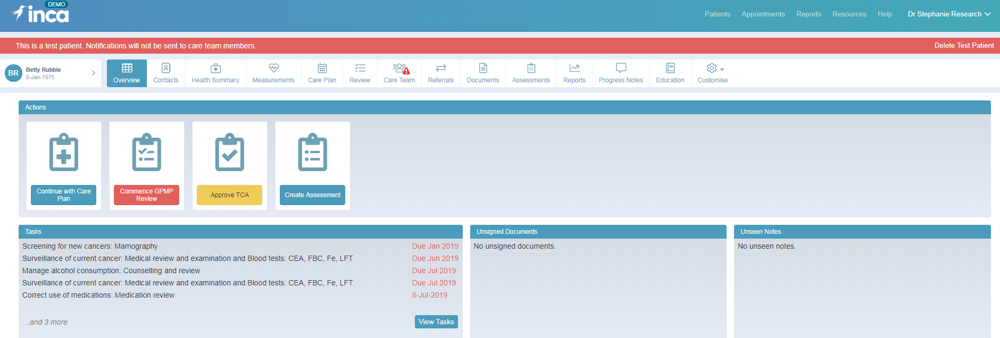 DEMO
inca
Patients Appointments Reports Resources Help Dr Stephanie Research
This is a test patient. Notifications will not be sent to care team members. Delete Test Patient
BR
Betty Rubble
8-Jan-1975
Overview Contacts Health Summary Measurements Care Plan Review Care Team Referrals Documents Assessments Reports Progress Notes Education Customise
Actions
Continue with Care
Plan
Commence GPMP
Review
Approve TCA
Create Assessment
Tasks
Screening for new cancers: Mamography Due Jan 2019
Surveillance of current cancer: Medical review and examination and Blood tests: CEA, FBC, Fe, LFT Due Jun 2019
Manage alcohol consumption: Counselling and review Due Jul 2019
Surveillance of current cancer: Medical review and examination and Blood tests: CEA, FBC, Fe, LFT Due Jul 2019
Correct use of medications: Medication review 8-Jul-2019
...and 3 more View Tasks
Unsigned Documents
No unsigned documents.
Unseen Notes
No unseen notes.